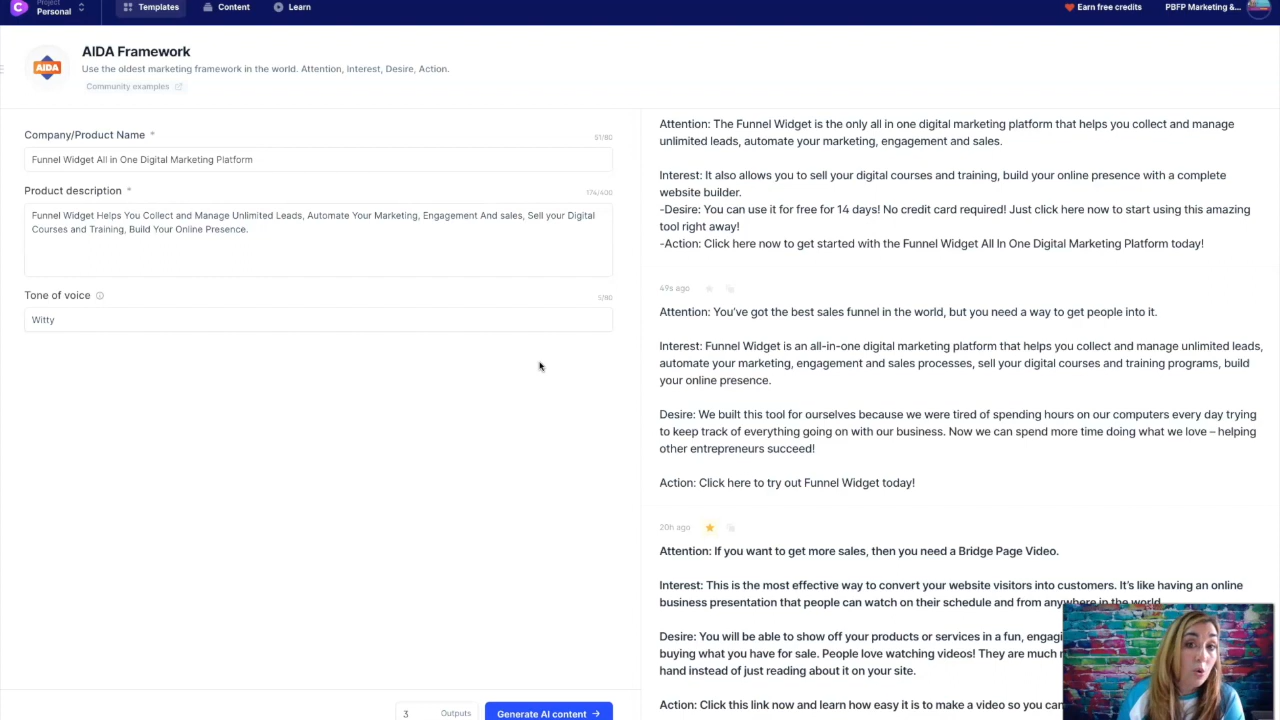 Project
Personal
Templates
Content
Learn
Earn free credits
PBFP Marketing &...
AIDA
AIDA Framework
Use the oldest marketing framework in the world. Attention, Interest, Desire, Action.
Community examples
Company/Product Name *
51/80
Funnel Widget All in One Digital Marketing Platform
Product description *
174/400
Funnel Widget Helps You Collect and Manage Unlimited Leads, Automate Your Marketing, Engagement And sales, Sell your Digital
Courses and Training, Build Your Online Presence.
Tone of voice
5/80
Witty
3
Outputs
Generate AI content →
Attention: The Funnel Widget is the only all in one digital marketing platform that helps you collect and manage
unlimited leads, automate your marketing, engagement and sales.
Interest: It also allows you to sell your digital courses and training, build your online presence with a complete
website builder.
-Desire: You can use it for free for 14 days! No credit card required! Just click here now to start using this amazing
tool right away!
-Action: Click here now to get started with the Funnel Widget All In One Digital Marketing Platform today!
49s ago
Attention: You've got the best sales funnel in the world, but you need a way to get people into it.
Interest: Funnel Widget is an all-in-one digital marketing platform that helps you collect and manage unlimited leads,
automate your marketing, engagement and sales processes, sell your digital courses and training programs, build
your online presence.
Desire: We built this tool for ourselves because we were tired of spending hours on our computers every day trying
to keep track of everything going on with our business. Now we can spend more time doing what we love – helping
other entrepreneurs succeed!
Action: Click here to try out Funnel Widget today!
20h ago
Attention: If you want to get more sales, then you need a Bridge Page Video.
Interest: This is the most effective way to convert your website visitors into customers. It's like having an online
business presentation that people can watch on their schedule and from anywhere in the world.
Desire: You will be able to show off your products or services in a fun,
buying what you have for sale. People love watching videos! They are much
hand instead of just reading about it on your site.
Action: Click this link now and learn how easy it is to make a video so you can